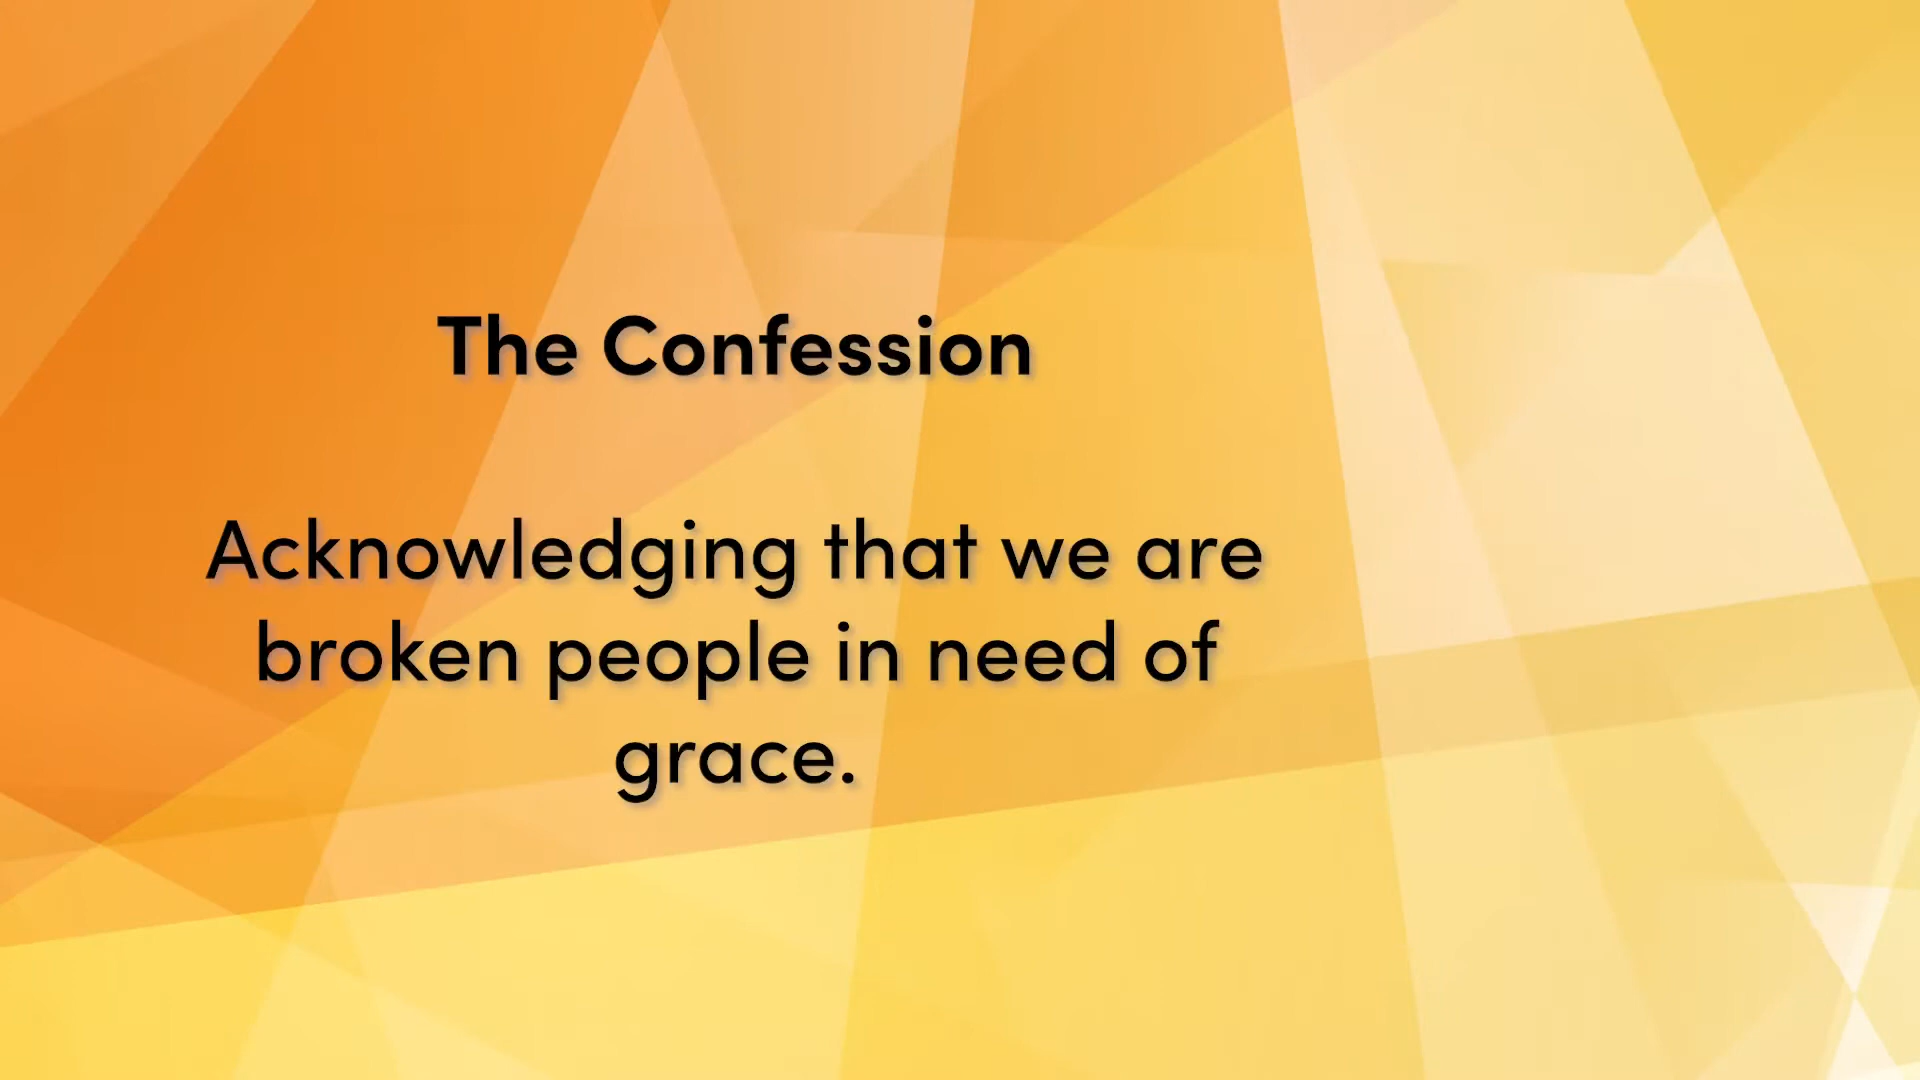 The Confession
Acknowledging that we are
broken people in need of
grace.